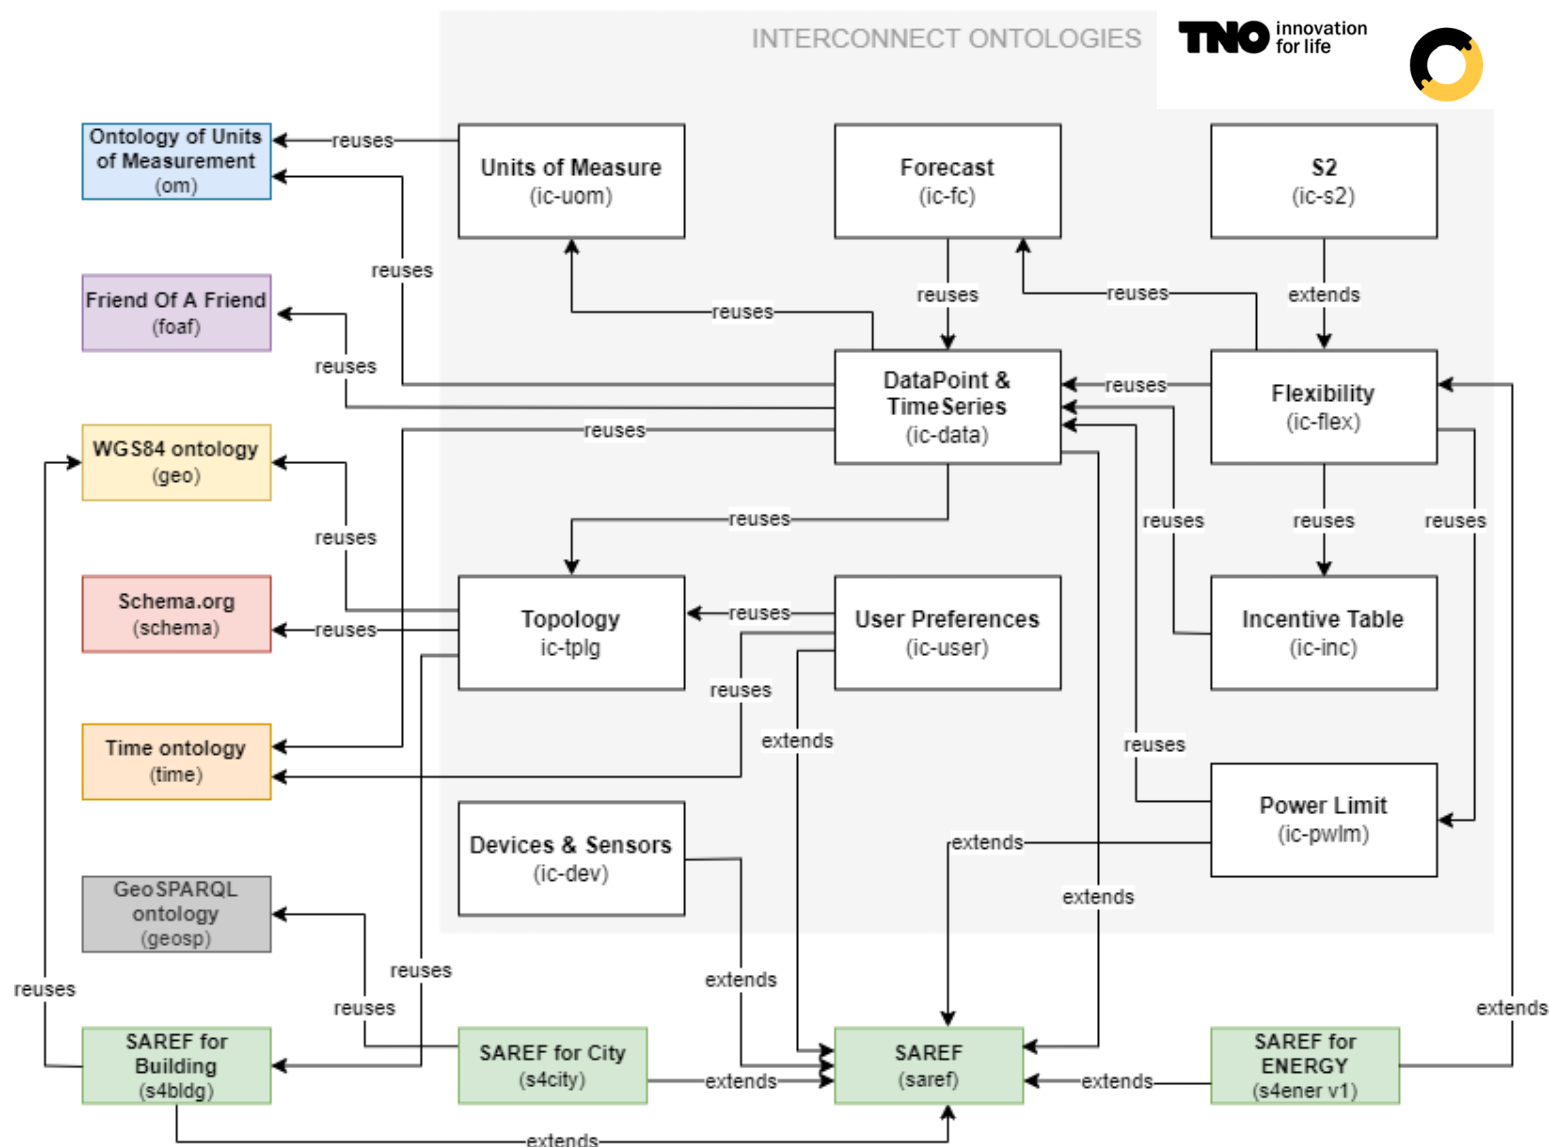 INTERCONNECT ONTOLOGIES
TNO innovation
for life
Ontology of Units
of Measurement
(om)
reuses
Units of Measure
(ic-uom)
Forecast
(ic-fc)
S2
(ic-s2)
reuses
Friend Of A Friend
(foaf)
reuses
reuses
reuses
extends
reuses
DataPoint &
TimeSeries
(ic-data)
reuses
Flexibility
(ic-flex)
reuses
WGS84 ontology
(geo)
reuses
reuses
reuses
reuses
reuses
Schema.org
(schema)
reuses
Topology
ic-tplg
reuses
User Preferences
(ic-user)
Incentive Table
(ic-inc)
reuses
Time ontology
(time)
extends
reuses
Power Limit
(ic-pwlm)
Devices & Sensors
(ic-dev)
extends
extends
GeoSPARQL
ontology
(geosp)
reuses
reuses
reuses
extends
extends
SAREF for
Building
(s4bldg)
SAREF for City
(s4city)
extends
SAREF
(saref)
extends
SAREF for
ENERGY
(s4ener v1)
extends